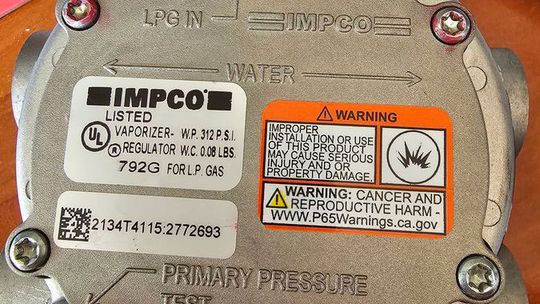 LPG IN IMPCO
WATER
IMPCO
LISTED
UL
®
VAPORIZER- W.P. 312 P.S.I.
REGULATOR W.C. 0.08 LBS.
792G FOR L.P. GAS
2134T4115:2772693
WARNING
IMPROPER
INSTALLATION OR USE
OF THIS PRODUCT
MAY CAUSE SERIOUS
INJURY AND OR
PROPERTY DAMAGE.
WARNING: CANCER AND
REPRODUCTIVE HARM -
www.P65Warnings.ca.gov
PRIMARY PRESSURE
TEST